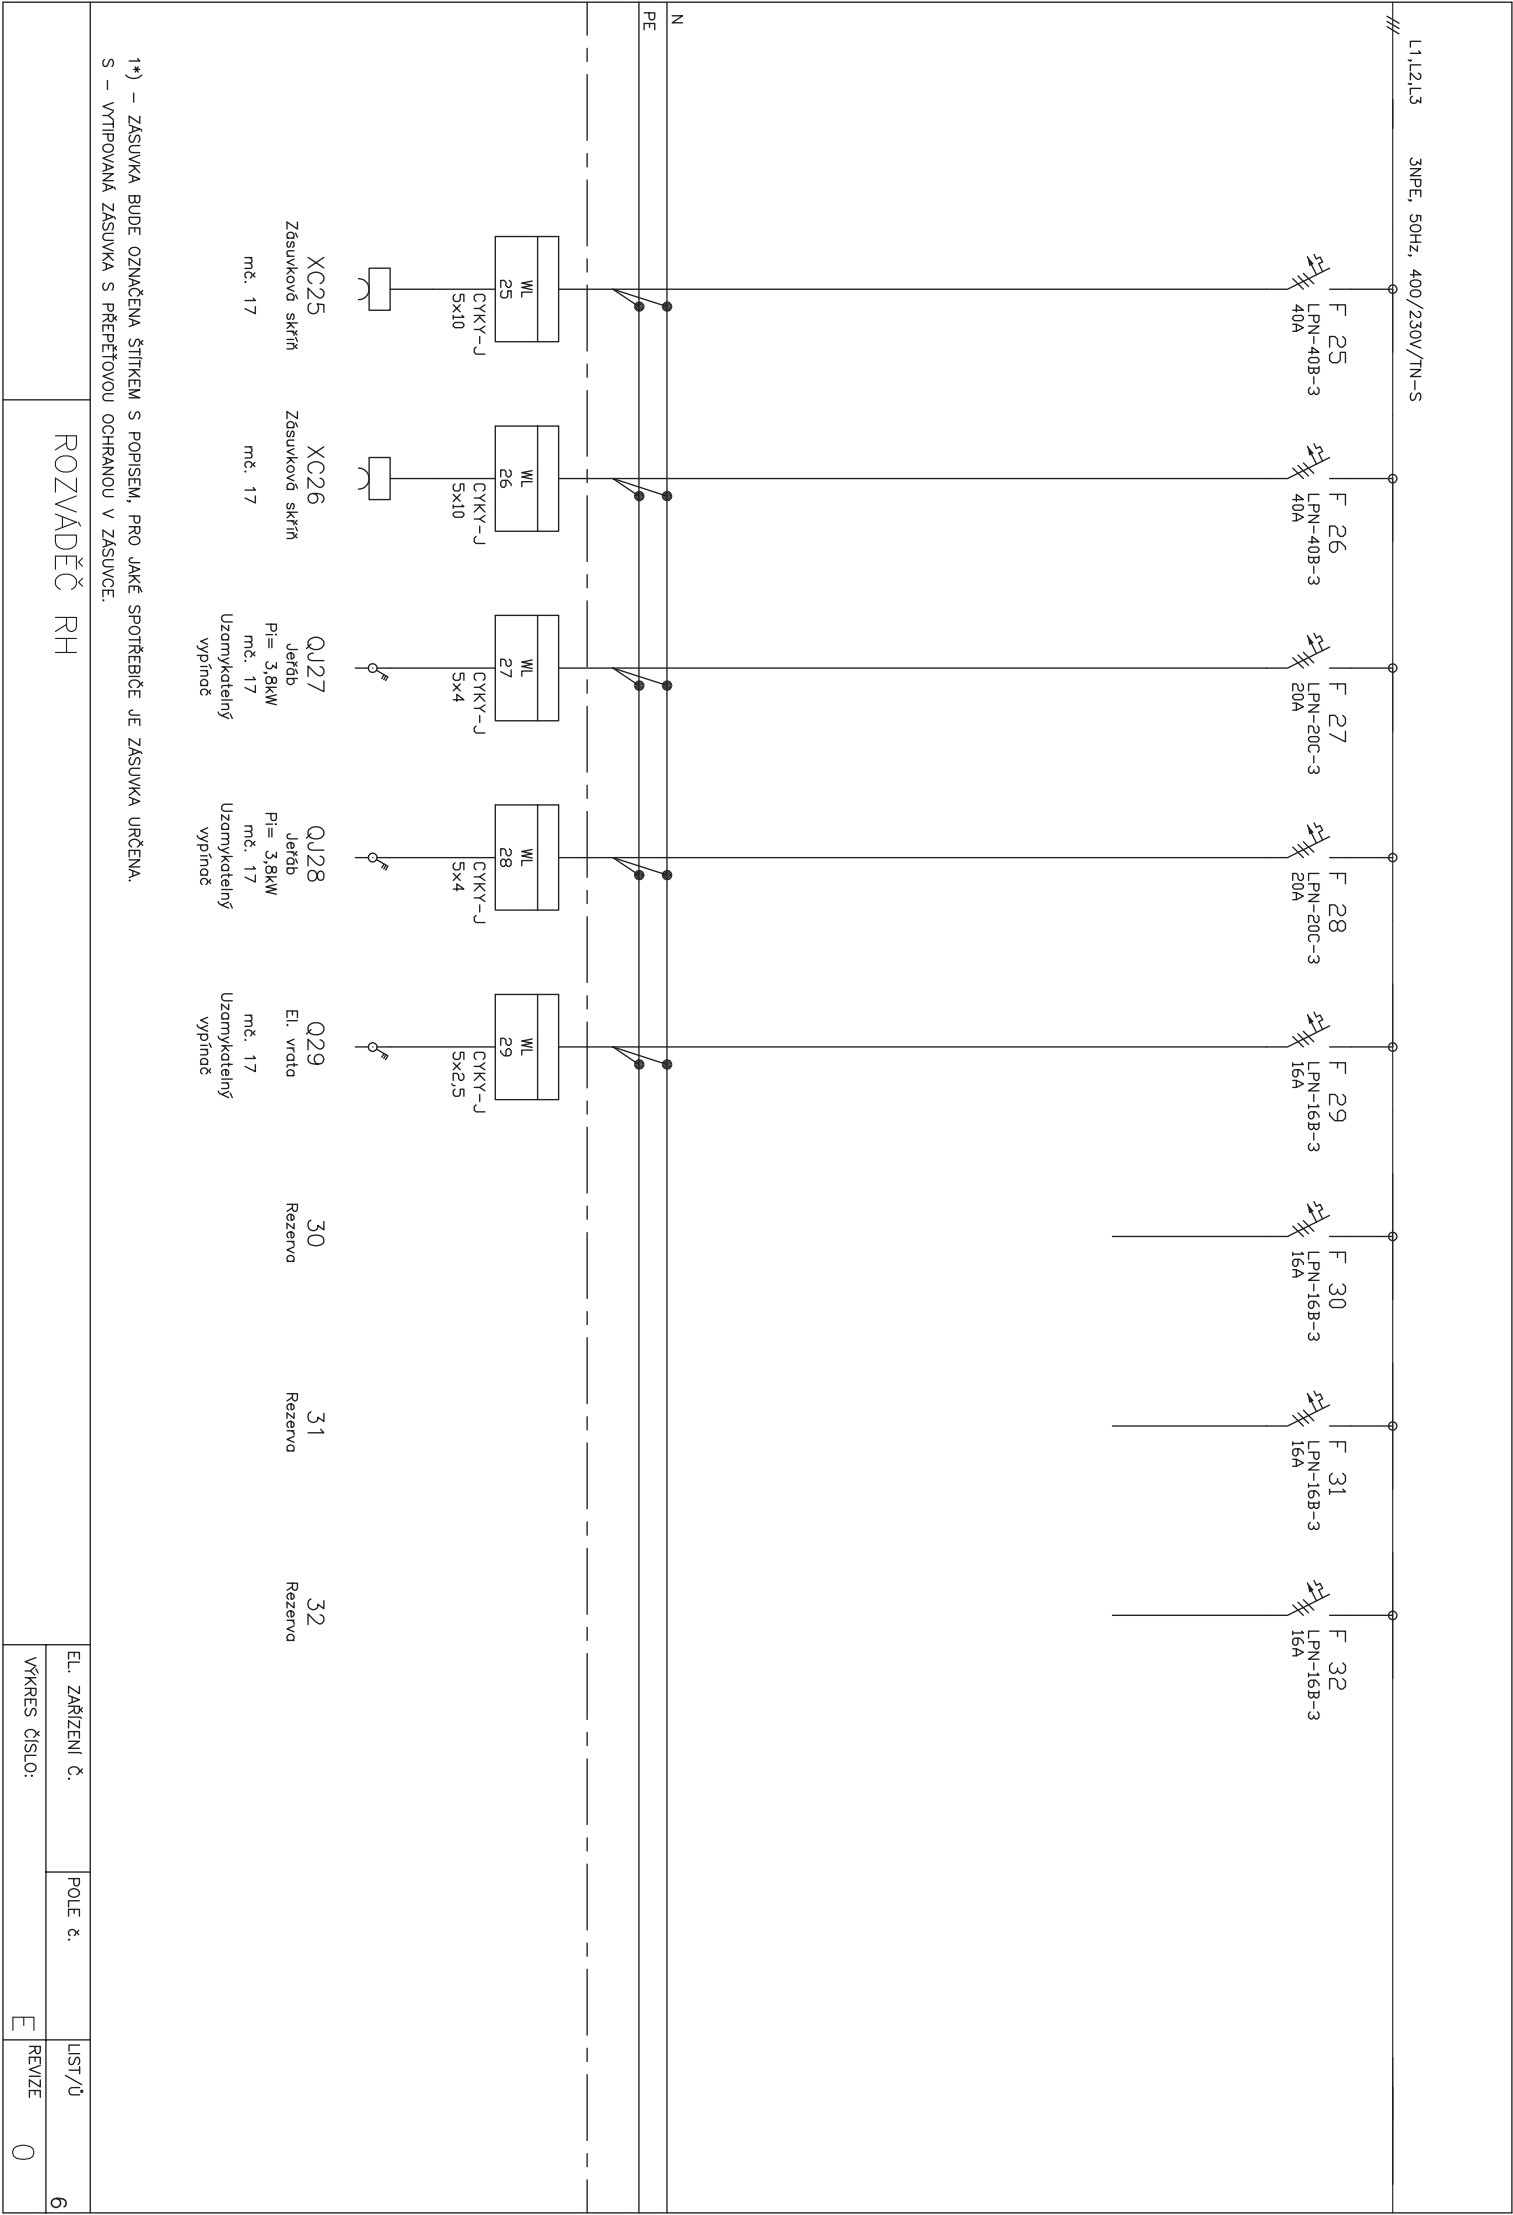 L1,L2,L3 3NPE, 50Hz, 400/230V/TN-S
F 25
LPN-40B-3
40A
F 26
LPN-40B-3
40A
F 27
LPN-20C-3
20A
F 28
LPN-20C-3
20A
F 29
LPN-16B-3
16A
F 30
LPN-16B-3
16A
F 31
LPN-16B-3
16A
F 32
LPN-16B-3
16A
N
PE
WL
25
CYKY-J
5x10
WL
26
CYKY-J
5x10
WL
27
CYKY-J
5x4
WL
28
CYKY-J
5x4
WL
29
CYKY-J
5x2,5
XC25
Zásuvková skříň
mč. 17
XC26
Zásuvková skříň
mč. 17
QJ27
Jeřáb
Pi= 3,8kW
mč. 17
Uzamykatelný
vypínač
QJ28
Jeřáb
Pi= 3,8kW
mč. 17
Uzamykatelný
vypínač
Q29
El. vrata
mč. 17
Uzamykatelný
vypínač
30
Rezerva
31
Rezerva
32
Rezerva
1*) - ZÁSUVKA BUDE OZNAČENA ŠTÍTKEM S POPISEM, PRO JAKÉ SPOTŘEBIČE JE ZÁSUVKA URČENA.
S - VYTIPOVANÁ ZÁSUVKA S PŘEPĚŤOVOU OCHRANOU V ZÁSUVCE.
ROZVÁDĚČ RH
EL. ZAŘÍZENÍ Č.
POLE č.
LIST/Ů 6
VÝKRES ČÍSLO: E
REVIZE 0